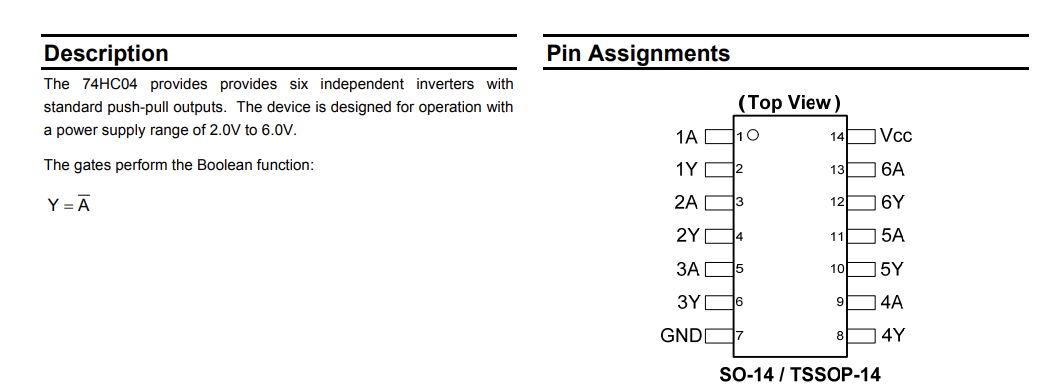 Description
The 74HC04 provides provides six independent inverters with
standard push-pull outputs. The device is designed for operation with
a power supply range of 2.0V to 6.0V.
The gates perform the Boolean function:
Y = A̅
Pin Assignments
(Top View)
1A 1 14 Vcc
1Y 2 13 6A
2A 3 12 6Y
2Y 4 11 5A
3A 5 10 5Y
3Y 6 9 4A
GND 7 8 4Y
SO-14 / TSSOP-14